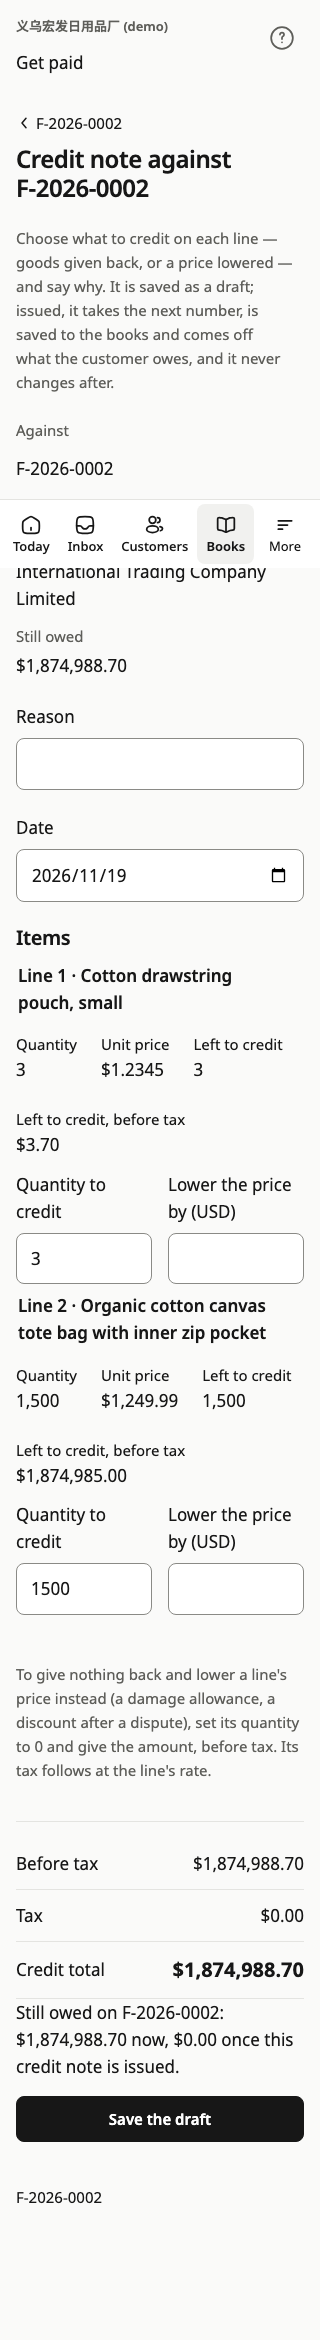 义乌宏发日用品厂 (demo)
Get paid
F-2026-0002
Credit note against
F-2026-0002
Choose what to credit on each line —
goods given back, or a price lowered —
and say why. It is saved as a draft;
issued, it takes the next number, is
saved to the books and comes off
what the customer owes, and it never
changes after.
Against
F-2026-0002
Today Inbox Customers Books More
International Trading Company
Limited
Still owed
$1,874,988.70
Reason
Date
2026/11/19
Items
Line 1 · Cotton drawstring
pouch, small
Quantity Unit price Left to credit
3 $1.2345 3
Left to credit, before tax
$3.70
Quantity to Lower the price
credit by (USD)
3
Line 2 · Organic cotton canvas
tote bag with inner zip pocket
Quantity Unit price Left to credit
1,500 $1,249.99 1,500
Left to credit, before tax
$1,874,985.00
Quantity to Lower the price
credit by (USD)
1500
To give nothing back and lower a line's
price instead (a damage allowance, a
discount after a dispute), set its quantity
to 0 and give the amount, before tax. Its
tax follows at the line's rate.
Before tax $1,874,988.70
Tax $0.00
Credit total $1,874,988.70
Still owed on F-2026-0002:
$1,874,988.70 now, $0.00 once this
credit note is issued.
Save the draft
F-2026-0002